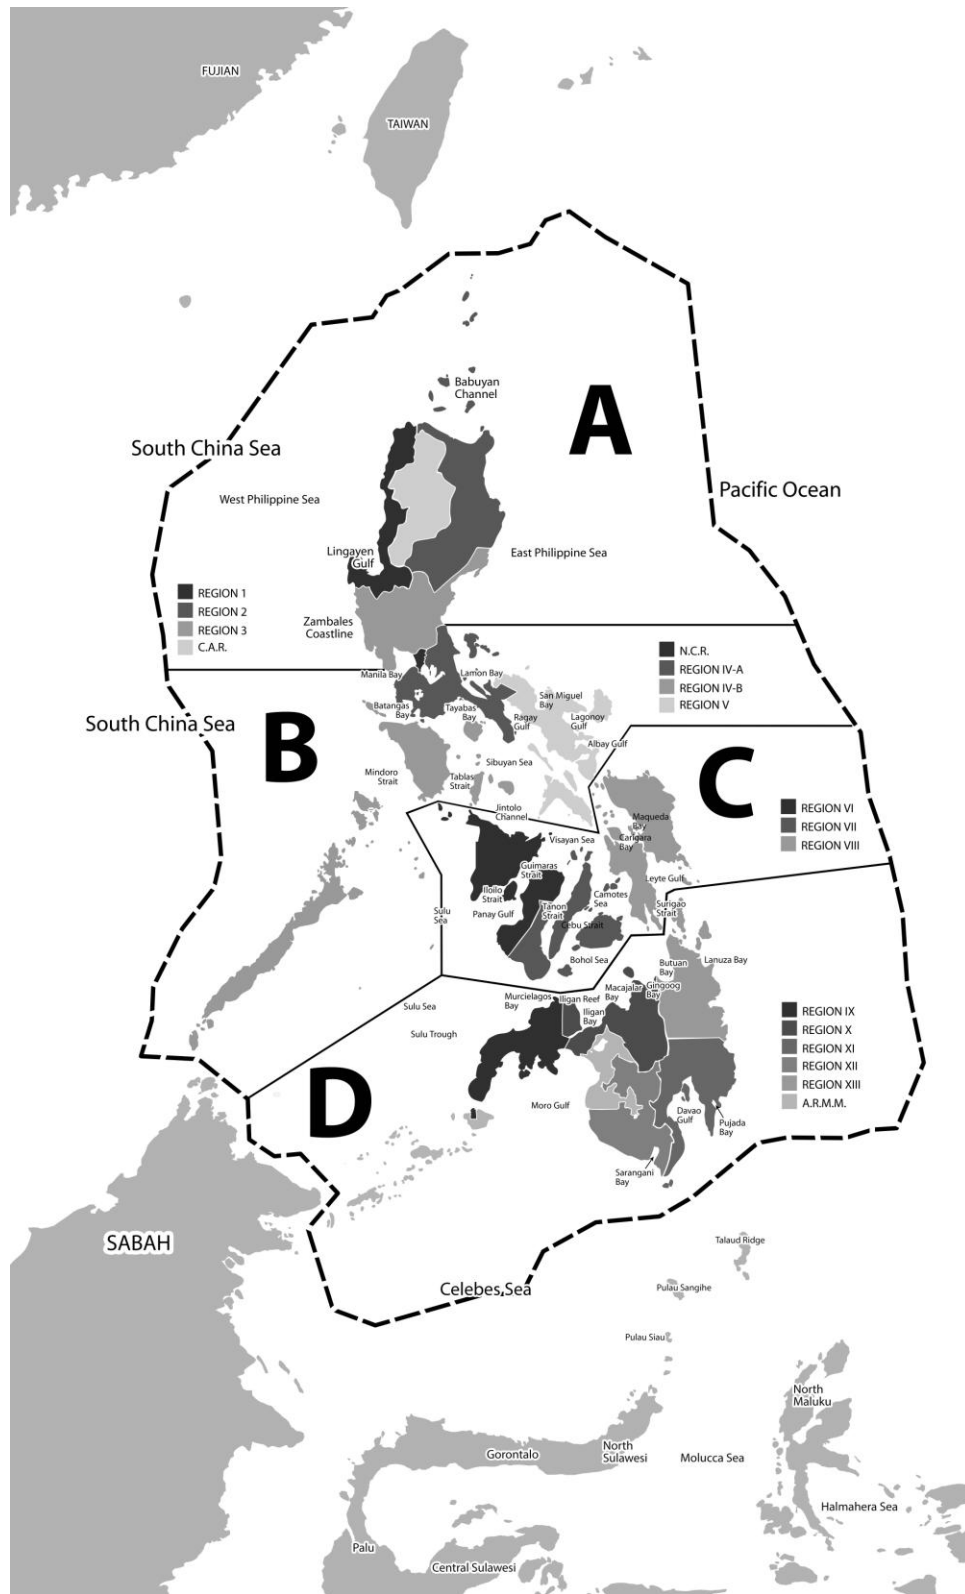 FUJIAN
TAIWAN
Babuyan
Channel
A
South China Sea
Pacific Ocean
West Philippine Sea
Lingayen
Gulf
East Philippine Sea
REGION 1
REGION 2
REGION 3
C.A.R.
Zambales
Coastline
N.C.R.
REGION IV-A
REGION IV-B
REGION V
Manila Bay
Lamon Bay
San Miguel
Bay
Batangas
Bay
Tayabas
Bay
Ragay
Gulf
Lagonoy
Gulf
South China Sea
B
Albay Gulf
C
Sibuyan Sea
Mindoro
Strait
Tablas
Strait
Jintolo
Channel
REGION VI
REGION VII
REGION VIII
Maqueda
Bay
Visayan Sea
Carigara
Bay
Guimaras
Strait
Leyte Gulf
Iloilo
Strait
Camotes
Sea
Tanon
Strait
Surigao
Strait
Sulu
Sea
Panay Gulf
Cebu Strait
Bohol Sea
Butuan
Bay
Lanuza Bay
Macajalar
Bay
Gingoog
Bay
Murcielagos
Bay
Iligan Reef
Iligan
Bay
Sulu Sea
Sulu Trough
REGION IX
REGION X
REGION XI
REGION XII
REGION XIII
A.R.M.M.
D
Moro Gulf
Davao
Gulf
Pujada
Bay
Sarangani
Bay
SABAH
Talaud Ridge
Celebes Sea
Pulau Sangihe
Pulau Siau
North
Maluku
Gorontalo
North
Sulawesi
Molucca Sea
Halmahera Sea
Palu
Central Sulawesi